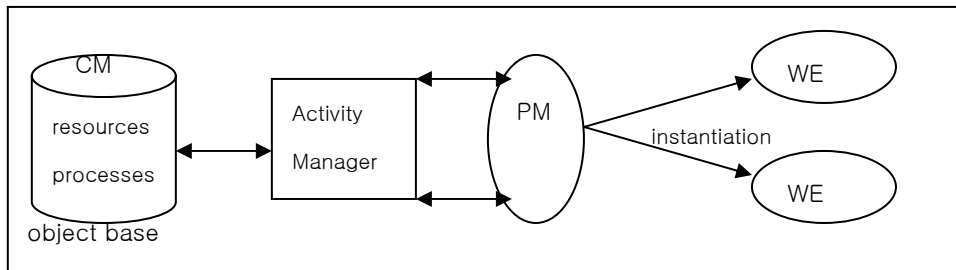 CM
resources
processes
object base
Activity
Manager
PM
instantiation
WE
WE